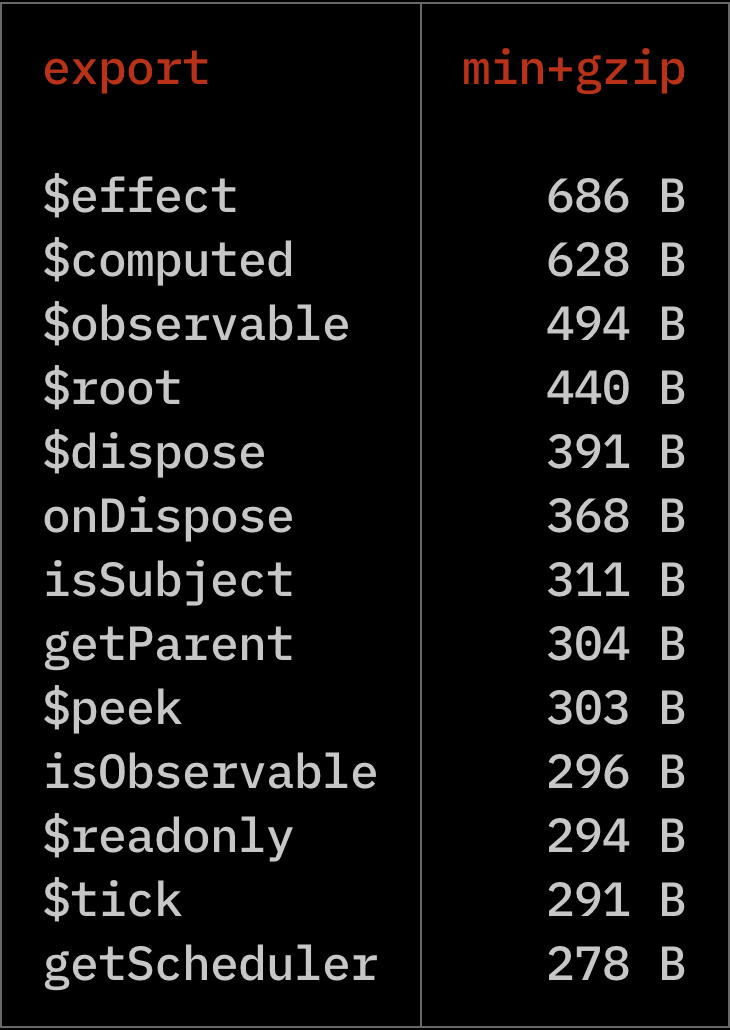 export min+gzip
$effect 686 B
$computed 628 B
$observable 494 B
$root 440 B
$dispose 391 B
onDispose 368 B
isSubject 311 B
getParent 304 B
$peek 303 B
isObservable 296 B
$readonly 294 B
$tick 291 B
getScheduler 278 B